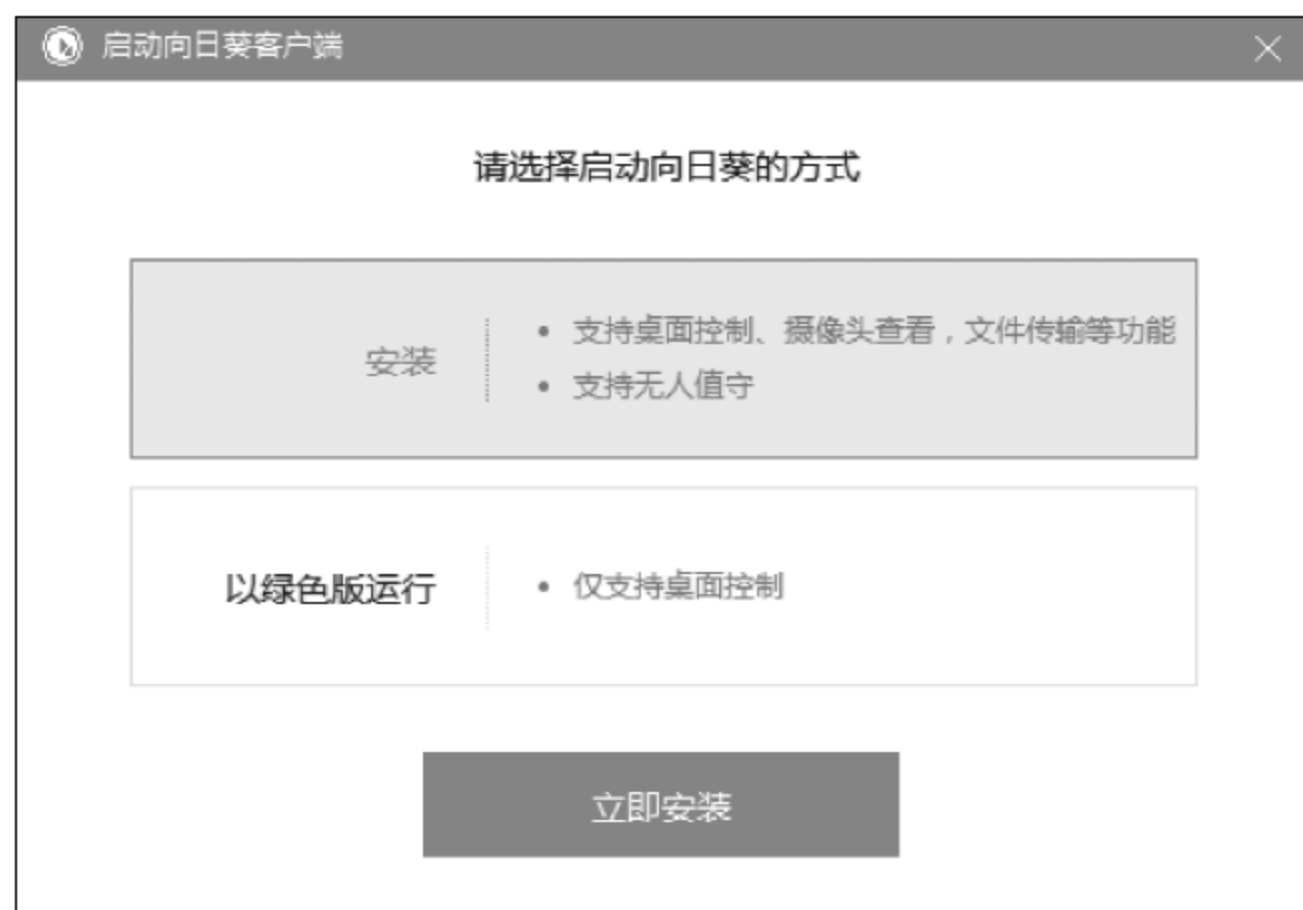 启动向日葵客户端
请选择启动向日葵的方式
安装
• 支持桌面控制、摄像头查看，文件传输等功能
• 支持无人值守
以绿色版运行
• 仅支持桌面控制
立即安装